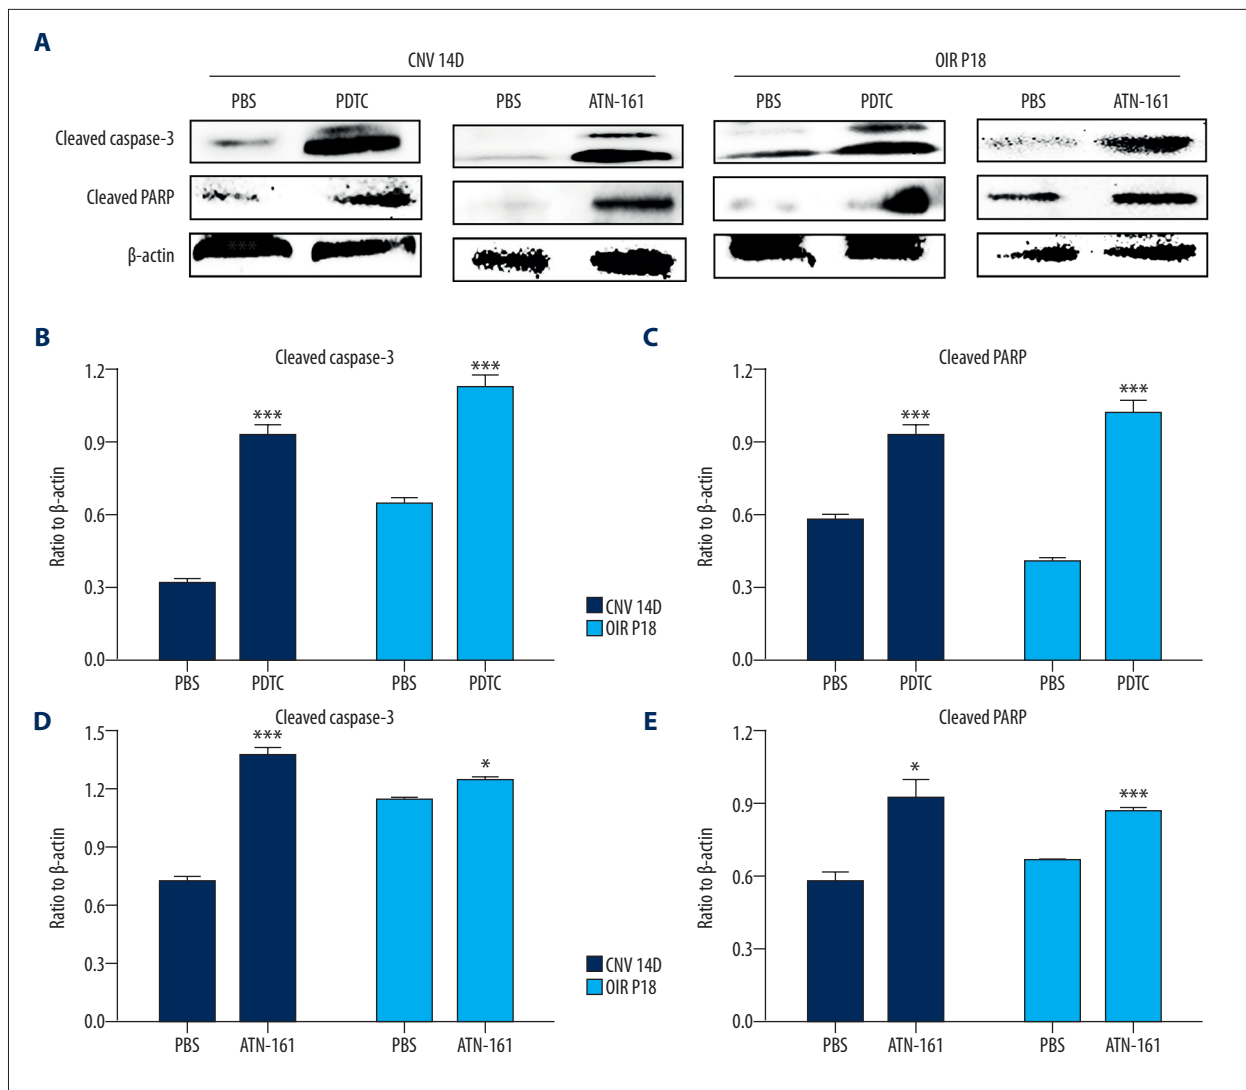 A
CNV 14D
OIR P18
PBS PDTC PBS ATN-161 PBS PDTC PBS ATN-161
Cleaved caspase-3
Cleaved PARP
β-actin
***
B
Cleaved caspase-3
Ratio to β-actin
1.2
0.9
0.6
0.3
0.0
***
***
PBS PDTC PBS PDTC
CNV 14D
OIR P18
C
Cleaved PARP
Ratio to β-actin
1.2
0.9
0.6
0.3
0.0
***
***
PBS PDTC PBS PDTC
D
Cleaved caspase-3
Ratio to β-actin
1.5
1.2
0.9
0.6
0.3
0.0
***
*
PBS ATN-161 PBS ATN-161
CNV 14D
OIR P18
E
Cleaved PARP
Ratio to β-actin
1.2
0.9
0.6
0.3
0.0
*
***
PBS ATN-161 PBS ATN-161